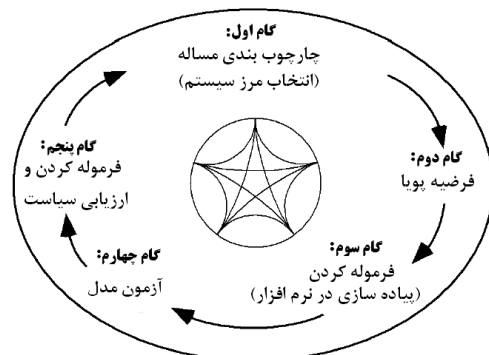 گام اول:
چارچوب بندی مساله
(انتخاب مرز سیستم)
گام دوم:
فرضیه پویا
گام سوم:
فرموله کردن
(پیاده سازی در نرم افزار)
گام چهارم:
آزمون مدل
گام پنجم:
فرموله کردن و
ارزیابی سیاست